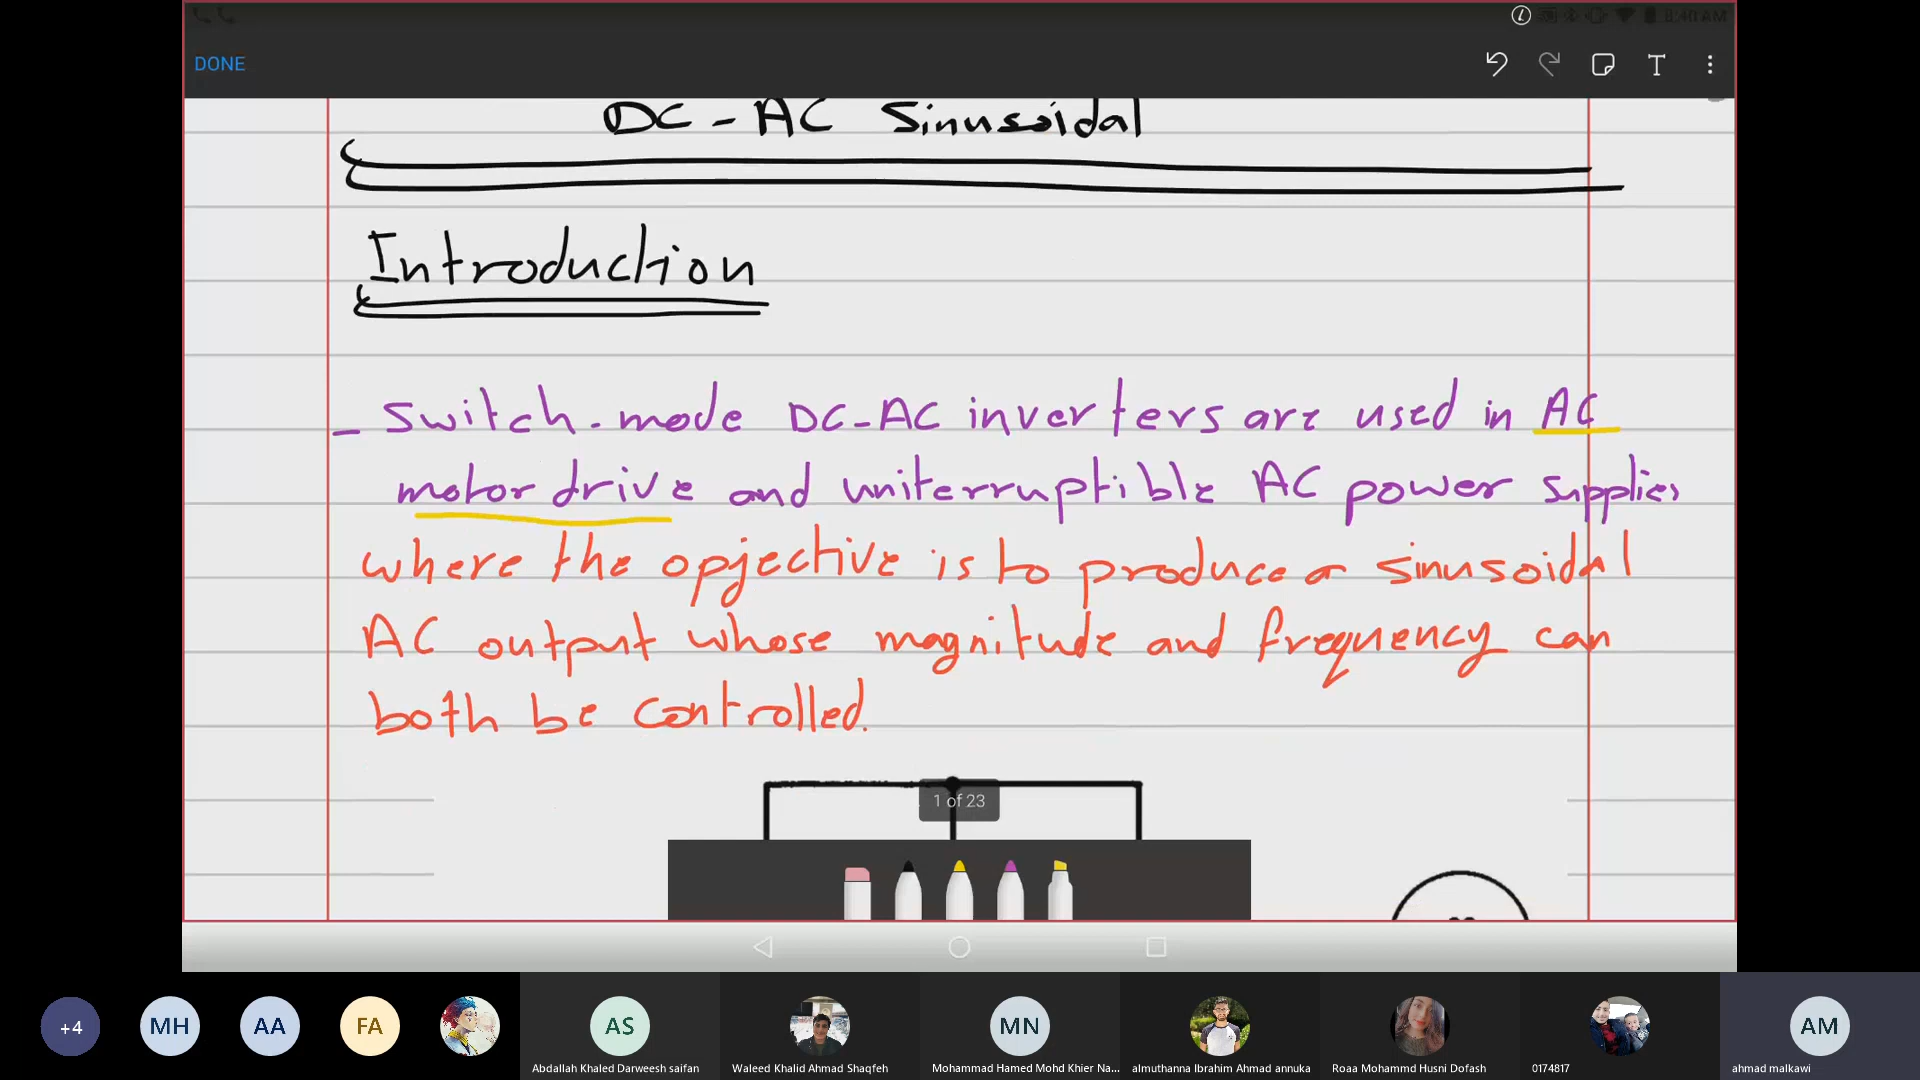 8:40 AM
DONE
T
DC - AC Sinusoidal
Introduction
- Switch-mode DC-AC inverters are used in AC
motor drive and uniterruptible AC power supplies
where the opjective is to produce a sinusoidal
AC output whose magnitude and frequency can
both be controlled.
1 of 23
+4
MH
AA
FA
AS
MN
AM
Abdallah Khaled Darweesh saifan
Waleed Khalid Ahmad Shaqfeh
Mohammad Hamed Mohd Khier Na...
almuthanna Ibrahim Ahmad annuka
Roaa Mohammd Husni Dofash
0174817
ahmad malkawi